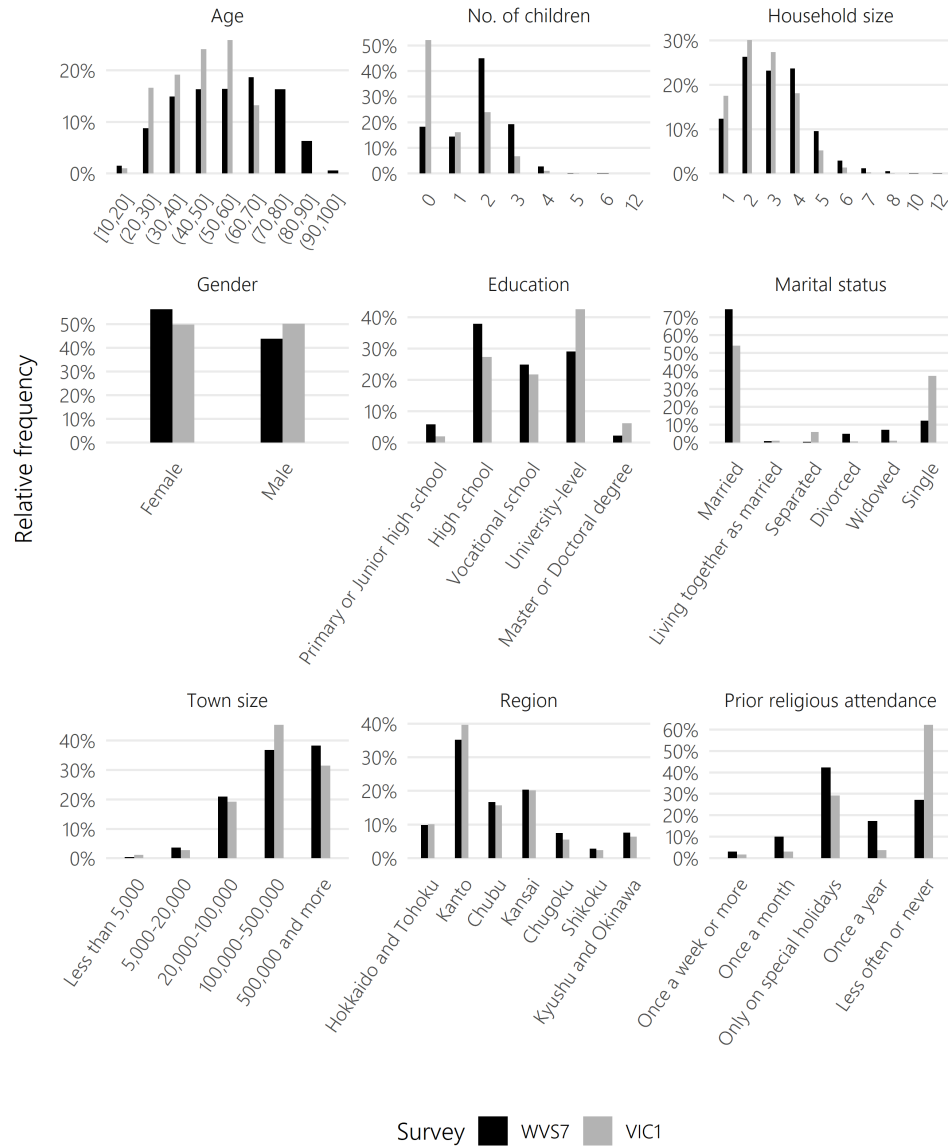 Age
No. of children
Household size
20%
10%
0%
[10,20]
(20,30]
(30,40]
(40,50]
(50,60]
(60,70]
(70,80]
(80,90]
(90,100]
50%
40%
30%
20%
10%
0%
0
1
2
3
4
5
6
12
30%
20%
10%
0%
1
2
3
4
5
6
7
8
10
12
Relative frequency
Gender
Education
Marital status
50%
40%
30%
20%
10%
0%
Female
Male
40%
30%
20%
10%
0%
Primary or Junior high school
High school
Vocational school
University-level
Master or Doctoral degree
70%
60%
50%
40%
30%
20%
10%
0%
Married
Living together as married
Separated
Divorced
Widowed
Single
Town size
Region
Prior religious attendance
40%
30%
20%
10%
0%
Less than 5,000
5,000-20,000
20,000-100,000
100,000-500,000
500,000 and more
40%
30%
20%
10%
0%
Hokkaido and Tohoku
Kanto
Chubu
Kansai
Chugoku
Shikoku
Kyushu and Okinawa
60%
50%
40%
30%
20%
10%
0%
Once a week or more
Once a month
Only on special holidays
Once a year
Less often or never
Survey WVS7 VIC1